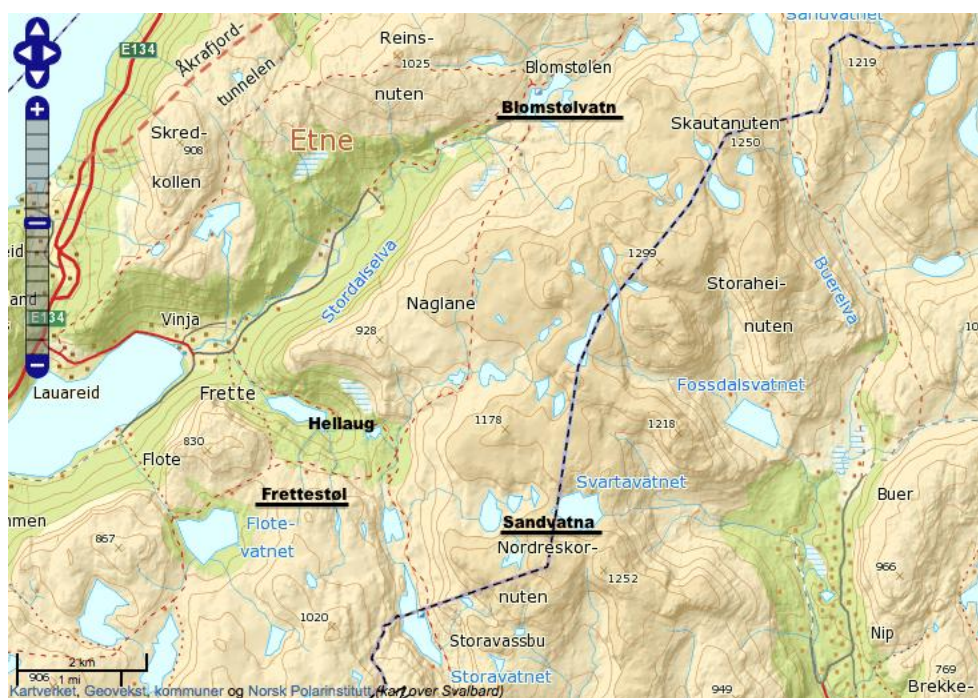 Sandvatnet
E134
Åkrafjord-
tunnelen
Reins-
1025
nuten
Blomstølen
1219
Blomstølvatn
Skautanuten
1250
Skred-
908
kollen
Etne
Stordalselva
1299
Storahei-
nuten
Buerelva
Naglane
E134
Vinja
928
Lauareid
Frette
Fossdalsvatnet
Hellaug
1178
1218
830
Flote
Svartavatnet
Buer
Frettestøl
Sandvatna
Flote-
vatnet
Nordreskor-
nuten
867
1252
966
1020
Nip
Storavassbu
Storavatnet
769
Brekke-
949
2 km
1 mi
906
Kartverket, Geovekst, kommuner og Norsk Polarinstitutt (kart over Svalbard)